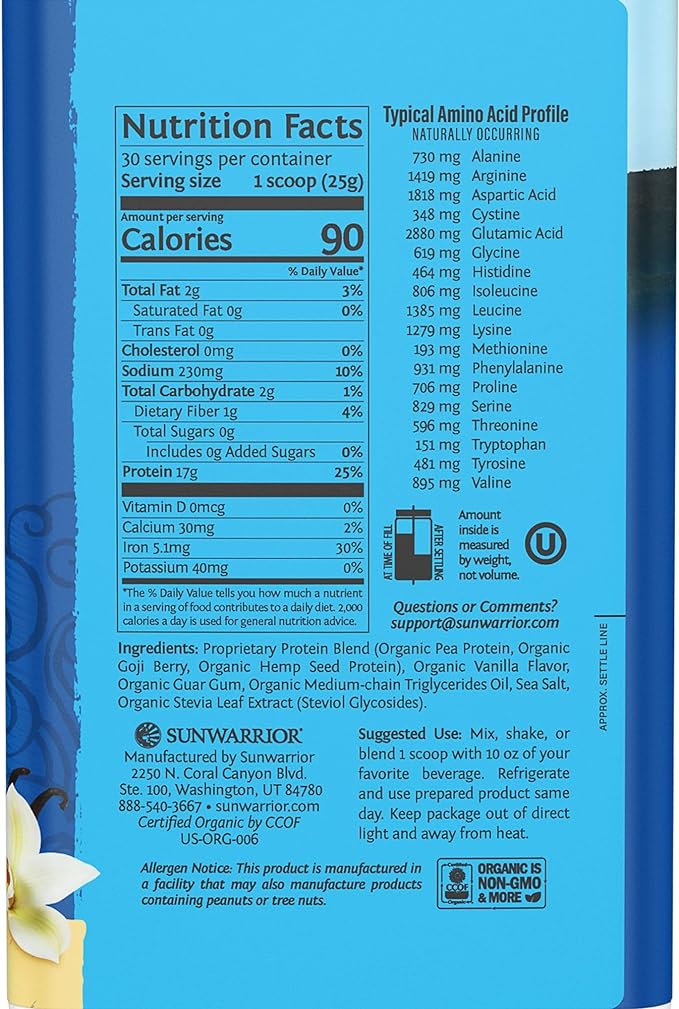 Nutrition Facts
30 servings per container
Serving size 1 scoop (25g)
Amount per serving
Calories 90
% Daily Value*
Total Fat 2g 3%
Saturated Fat 0g 0%
Trans Fat 0g
Cholesterol 0mg 0%
Sodium 230mg 10%
Total Carbohydrate 2g 1%
Dietary Fiber 1g 4%
Total Sugars 0g
Includes 0g Added Sugars 0%
Protein 17g 25%
Vitamin D 0mcg 0%
Calcium 30mg 2%
Iron 5.1mg 30%
Potassium 40mg 0%
*The % Daily Value tells you how much a nutrient
in a serving of food contributes to a daily diet. 2,000
calories a day is used for general nutrition advice.
Typical Amino Acid Profile
NATURALLY OCCURRING
730 mg Alanine
1419 mg Arginine
1818 mg Aspartic Acid
348 mg Cystine
2880 mg Glutamic Acid
619 mg Glycine
464 mg Histidine
806 mg Isoleucine
1385 mg Leucine
1279 mg Lysine
193 mg Methionine
931 mg Phenylalanine
706 mg Proline
829 mg Serine
596 mg Threonine
151 mg Tryptophan
481 mg Tyrosine
895 mg Valine
AT TIME OF FILL
AFTER SETTLING
Amount
inside is
measured
by weight,
not volume.
U
Questions or Comments?
support@sunwarrior.com
APPROX. SETTLE LINE
Ingredients: Proprietary Protein Blend (Organic Pea Protein, Organic
Goji Berry, Organic Hemp Seed Protein), Organic Vanilla Flavor,
Organic Guar Gum, Organic Medium-chain Triglycerides Oil, Sea Salt,
Organic Stevia Leaf Extract (Steviol Glycosides).
SUNWARRIOR
Manufactured by Sunwarrior
2250 N. Coral Canyon Blvd.
Ste. 100, Washington, UT 84780
888-540-3667 • sunwarrior.com
Certified Organic by CCOF
US-ORG-006
Suggested Use: Mix, shake, or
blend 1 scoop with 10 oz of your
favorite beverage. Refrigerate
and use prepared product same
day. Keep package out of direct
light and away from heat.
Allergen Notice: This product is manufactured in
a facility that may also manufacture products
containing peanuts or tree nuts.
Certified
CCOF
Organic
ORGANIC IS
NON-GMO
& MORE